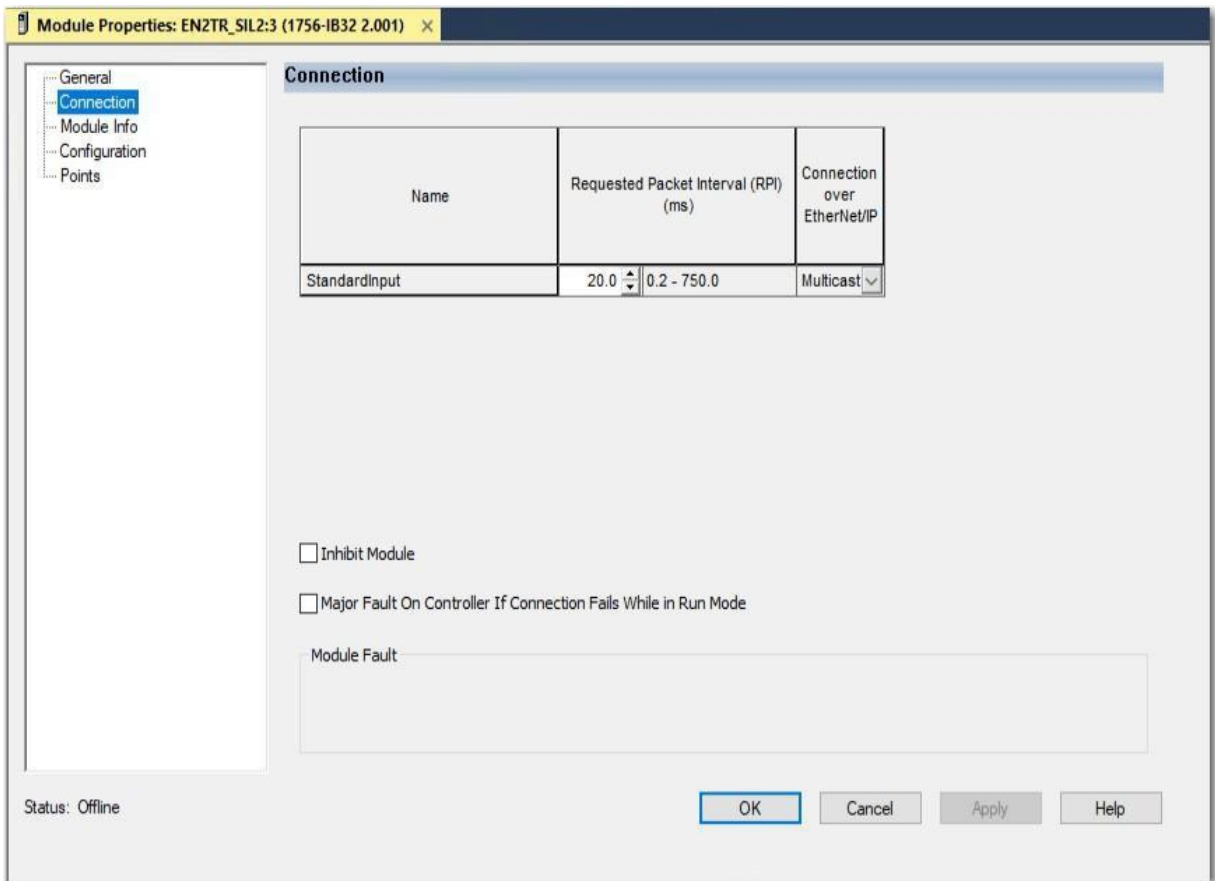 Module Properties: EN2TR_SIL2:3 (1756-IB32 2.001) ×
General
Connection
Module Info
Configuration
Points
Connection
Name
Requested Packet Interval (RPI)
(ms)
Connection
over
EtherNet/IP
StandardInput
20.0
0.2 - 750.0
Multicast
Inhibit Module
Major Fault On Controller If Connection Fails While in Run Mode
Module Fault
Status: Offline
OK
Cancel
Apply
Help